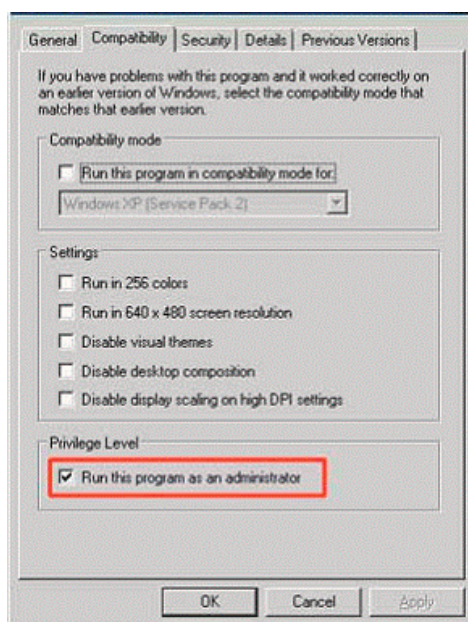 General Compatibility Security Details Previous Versions
If you have problems with this program and it worked correctly on
an earlier version of Windows, select the compatibility mode that
matches that earlier version.
Compatibility mode
Run this program in compatibility mode for:
Windows XP (Service Pack 2)
Settings
Run in 256 colors
Run in 640 x 480 screen resolution
Disable visual themes
Disable desktop composition
Disable display scaling on high DPI settings
Privilege Level
Run this program as an administrator
OK Cancel Apply